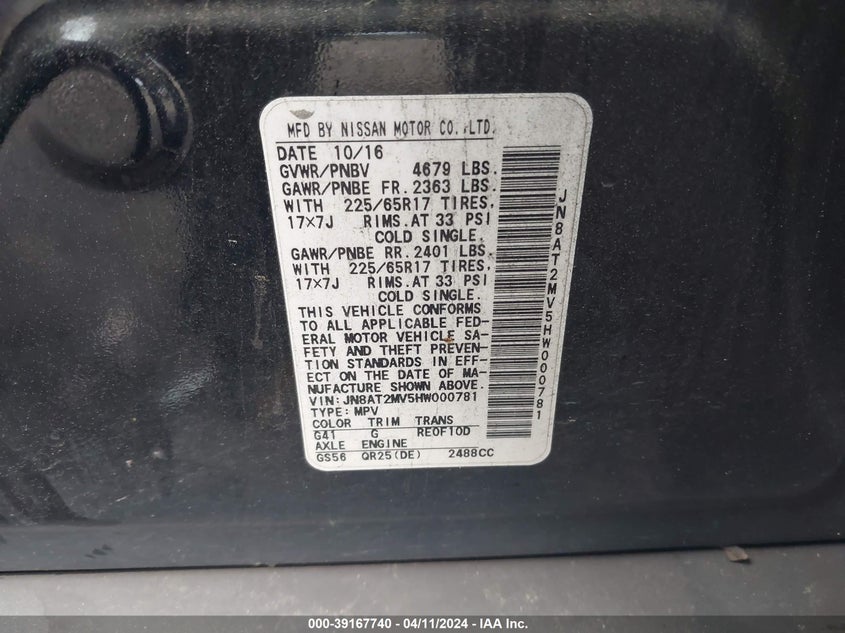 MFD BY NISSAN MOTOR CO.,LTD.
DATE 10/16
GVWR/PNBV 4679 LBS.
GAWR/PNBE FR. 2363 LBS.
WITH 225/65R17 TIRES,
17×7J RIMS.AT 33 PSI
COLD SINGLE.
GAWR/PNBE RR. 2401 LBS.
WITH 225/65R17 TIRES,
17×7J RIMS.AT 33 PSI
COLD SINGLE.
THIS VEHICLE CONFORMS
TO ALL APPLICABLE FED-
ERAL MOTOR VEHICLE SA-
FETY AND THEFT PREVEN-
TION STANDARDS IN EFF-
ECT ON THE DATE OF MA-
NUFACTURE SHOWN ABOVE.
VIN: JN8AT2MV5HW000781
TYPE: MPV
COLOR TRIM TRANS
G41 G RE0F10D
AXLE ENGINE
GS56 QR25(DE) 2488CC
JN8AT2MV5HW000781
000-39167740 - 04/11/2024 - IAA Inc.